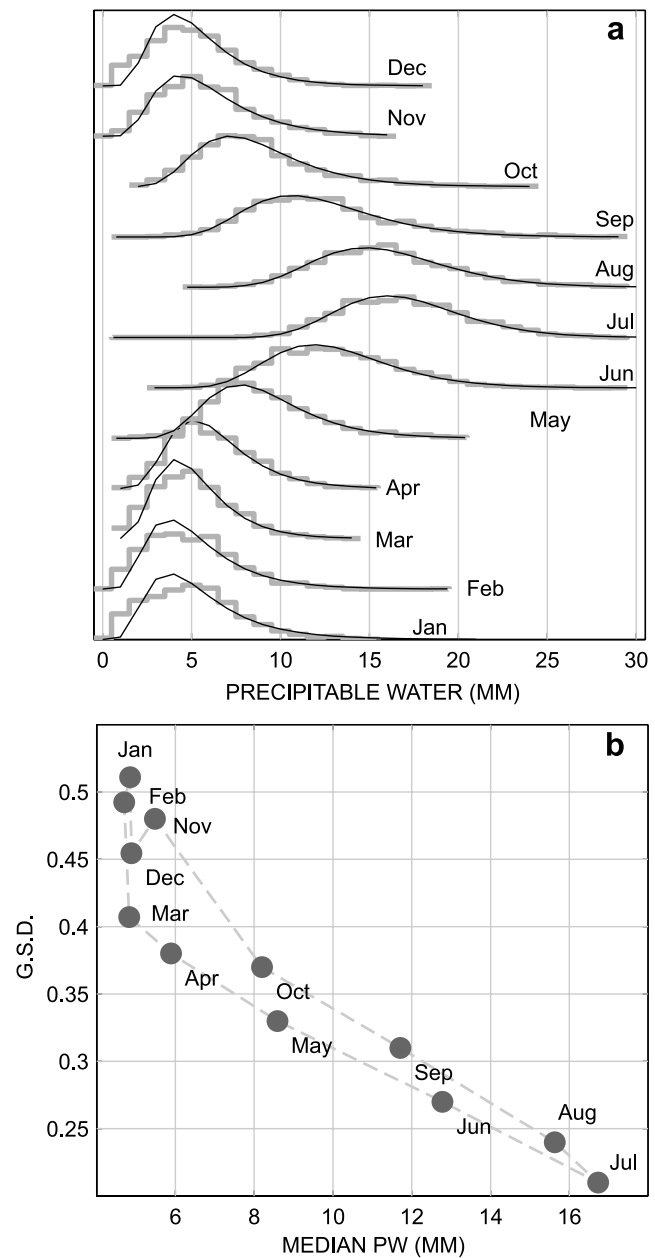 a
Dec
Nov
Oct
Sep
Aug
Jul
Jun
May
Apr
Mar
Feb
Jan
0 5 10 15 20 25 30
PRECIPITABLE WATER (MM)
b
Jan
0.5
Feb
Nov
0.45
Dec
Mar
0.4
Apr
Oct
0.35
May
0.3
Sep
Jun
Aug
0.25
Jul
G.S.D.
6 8 10 12 14 16
MEDIAN PW (MM)